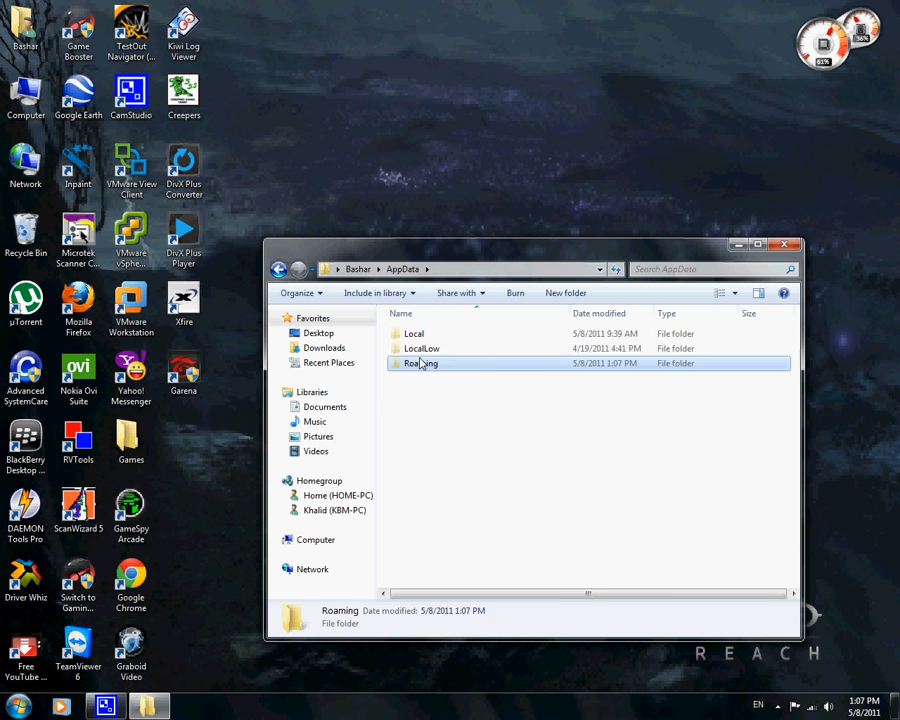 Bashar
Game
Booster
TestOut
Navigator (...
Kiwi Log
Viewer
Computer
Google Earth
CamStudio
Creepers
Network
Inpaint
VMware View
Client
DivX Plus
Converter
Recycle Bin
Microtek
Scanner C...
VMware
vSphe...
DivX Plus
Player
µTorrent
Mozilla
Firefox
VMware
Workstation
Xfire
Advanced
SystemCare
ovi
Nokia Ovi
Suite
Yahoo!
Messenger
Garena
BlackBerry
Desktop ...
RVTools
Games
DAEMON
Tools Pro
ScanWizard 5
GameSpy
Arcade
Driver Whiz
Switch to
Gamin...
Google
Chrome
Free
YouTube ...
TeamViewer
6
Graboid
Video
61%
36%
Bashar
AppData
Search AppData
Organize
Include in library
Share with
Burn
New folder
Favorites
Desktop
Downloads
Recent Places
Libraries
Documents
Music
Pictures
Videos
Homegroup
Home (HOME-PC)
Khalid (KBM-PC)
Computer
Network
Name
Date modified
Type
Size
Local
5/8/2011 9:39 AM
File folder
LocalLow
4/19/2011 4:41 PM
File folder
Roaming
5/8/2011 1:07 PM
File folder
Roaming Date modified: 5/8/2011 1:07 PM
File folder
REACH
EN
1:07 PM
5/8/2011